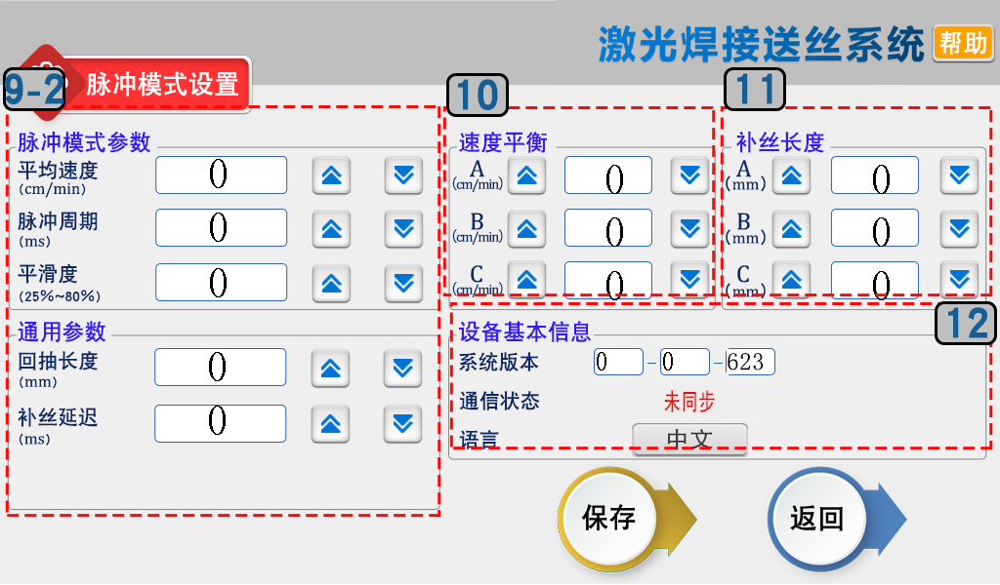 激光焊接送丝系统 帮助
9-2 脉冲模式设置 10 11
脉冲模式参数 速度平衡 补丝长度
平均速度 0 A 0 A 0
(cm/min) (cm/min) (mm)
脉冲周期 0 B 0 B 0
(ms) (cm/min) (mm)
平滑度 0 C 0 C 0
(25%~80%) (cm/min) (mm)
12
通用参数 设备基本信息
回抽长度 0 系统版本 0 - 0 - 623
(mm)
通信状态 未同步
补丝延迟 0
(ms) 语言 中文
保存 返回